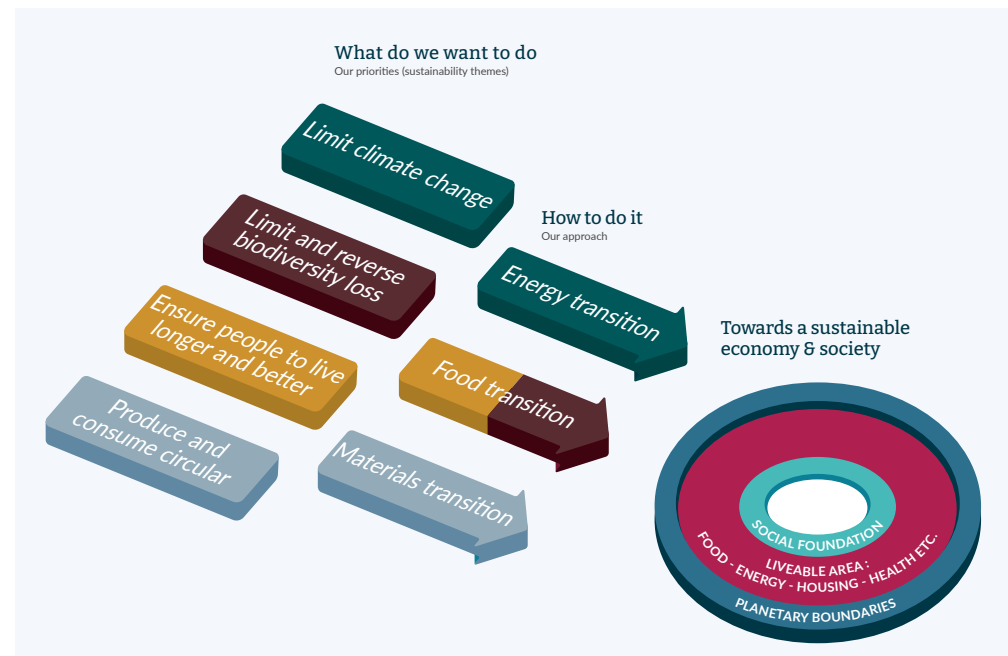 What do we want to do
Our priorities (sustainability themes)
Limit climate change
Limit and reverse
biodiversity loss
Ensure people to live
longer and better
Produce and
consume circular
How to do it
Our approach
Energy transition
Food transition
Materials transition
Towards a sustainable
economy & society
SOCIAL FOUNDATION
LIVEABLE AREA :
FOOD - ENERGY - HOUSING - HEALTH ETC.
PLANETARY BOUNDARIES